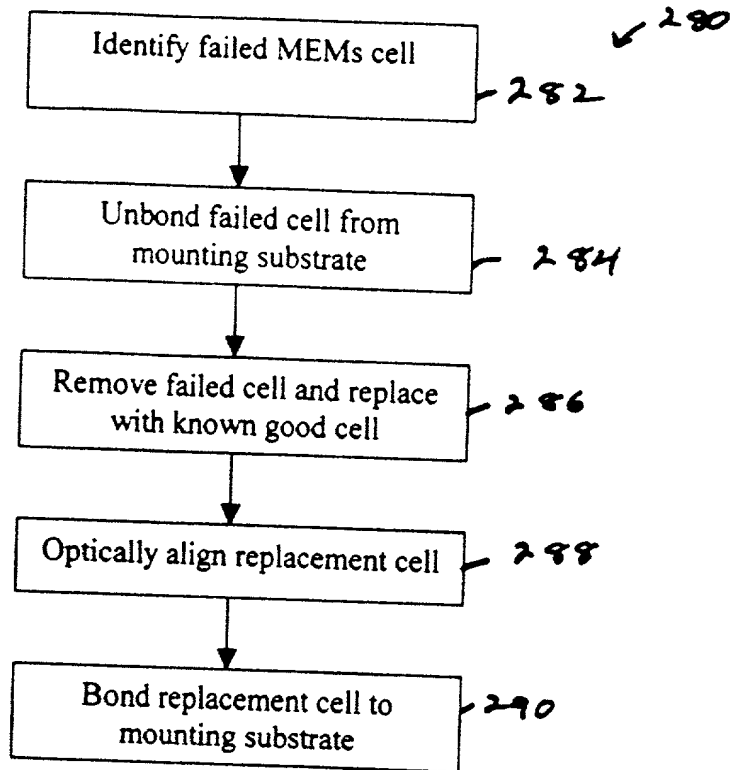 280
Identify failed MEMs cell
282
Unbond failed cell from
mounting substrate
284
Remove failed cell and replace
with known good cell
286
Optically align replacement cell
288
Bond replacement cell to
mounting substrate
290